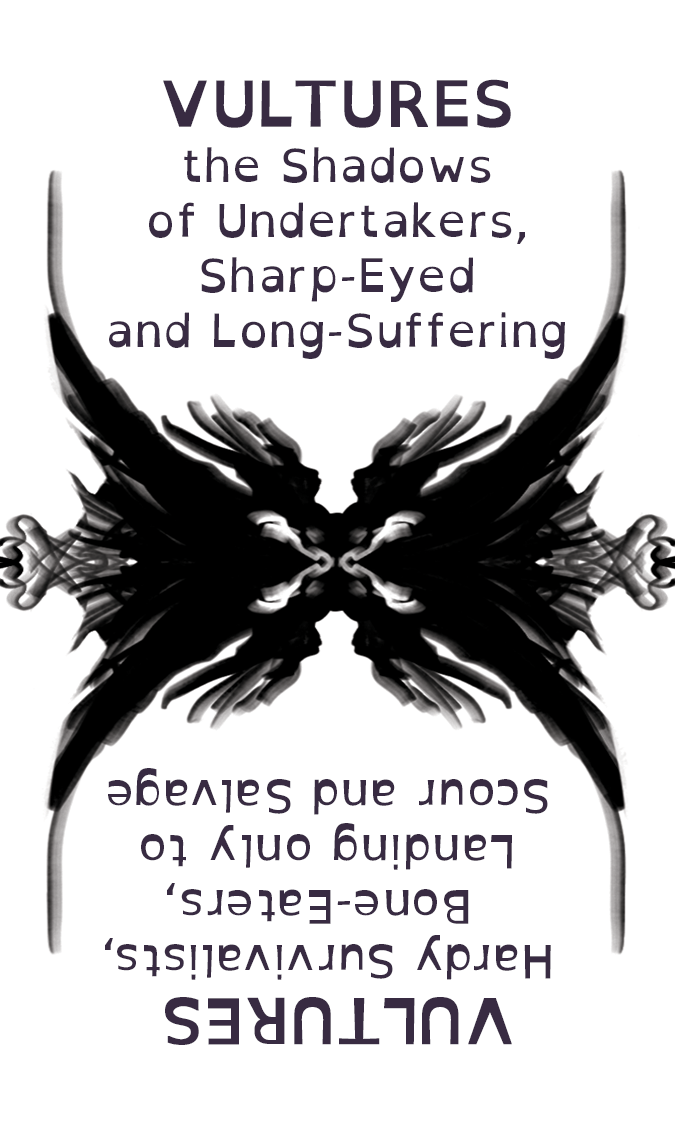 VULTURES
the Shadows
of Undertakers,
Sharp-Eyed
and Long-Suffering
VULTURES
Hardy Survivalists,
Bone-Eaters,
Landing only to
Scour and Salvage